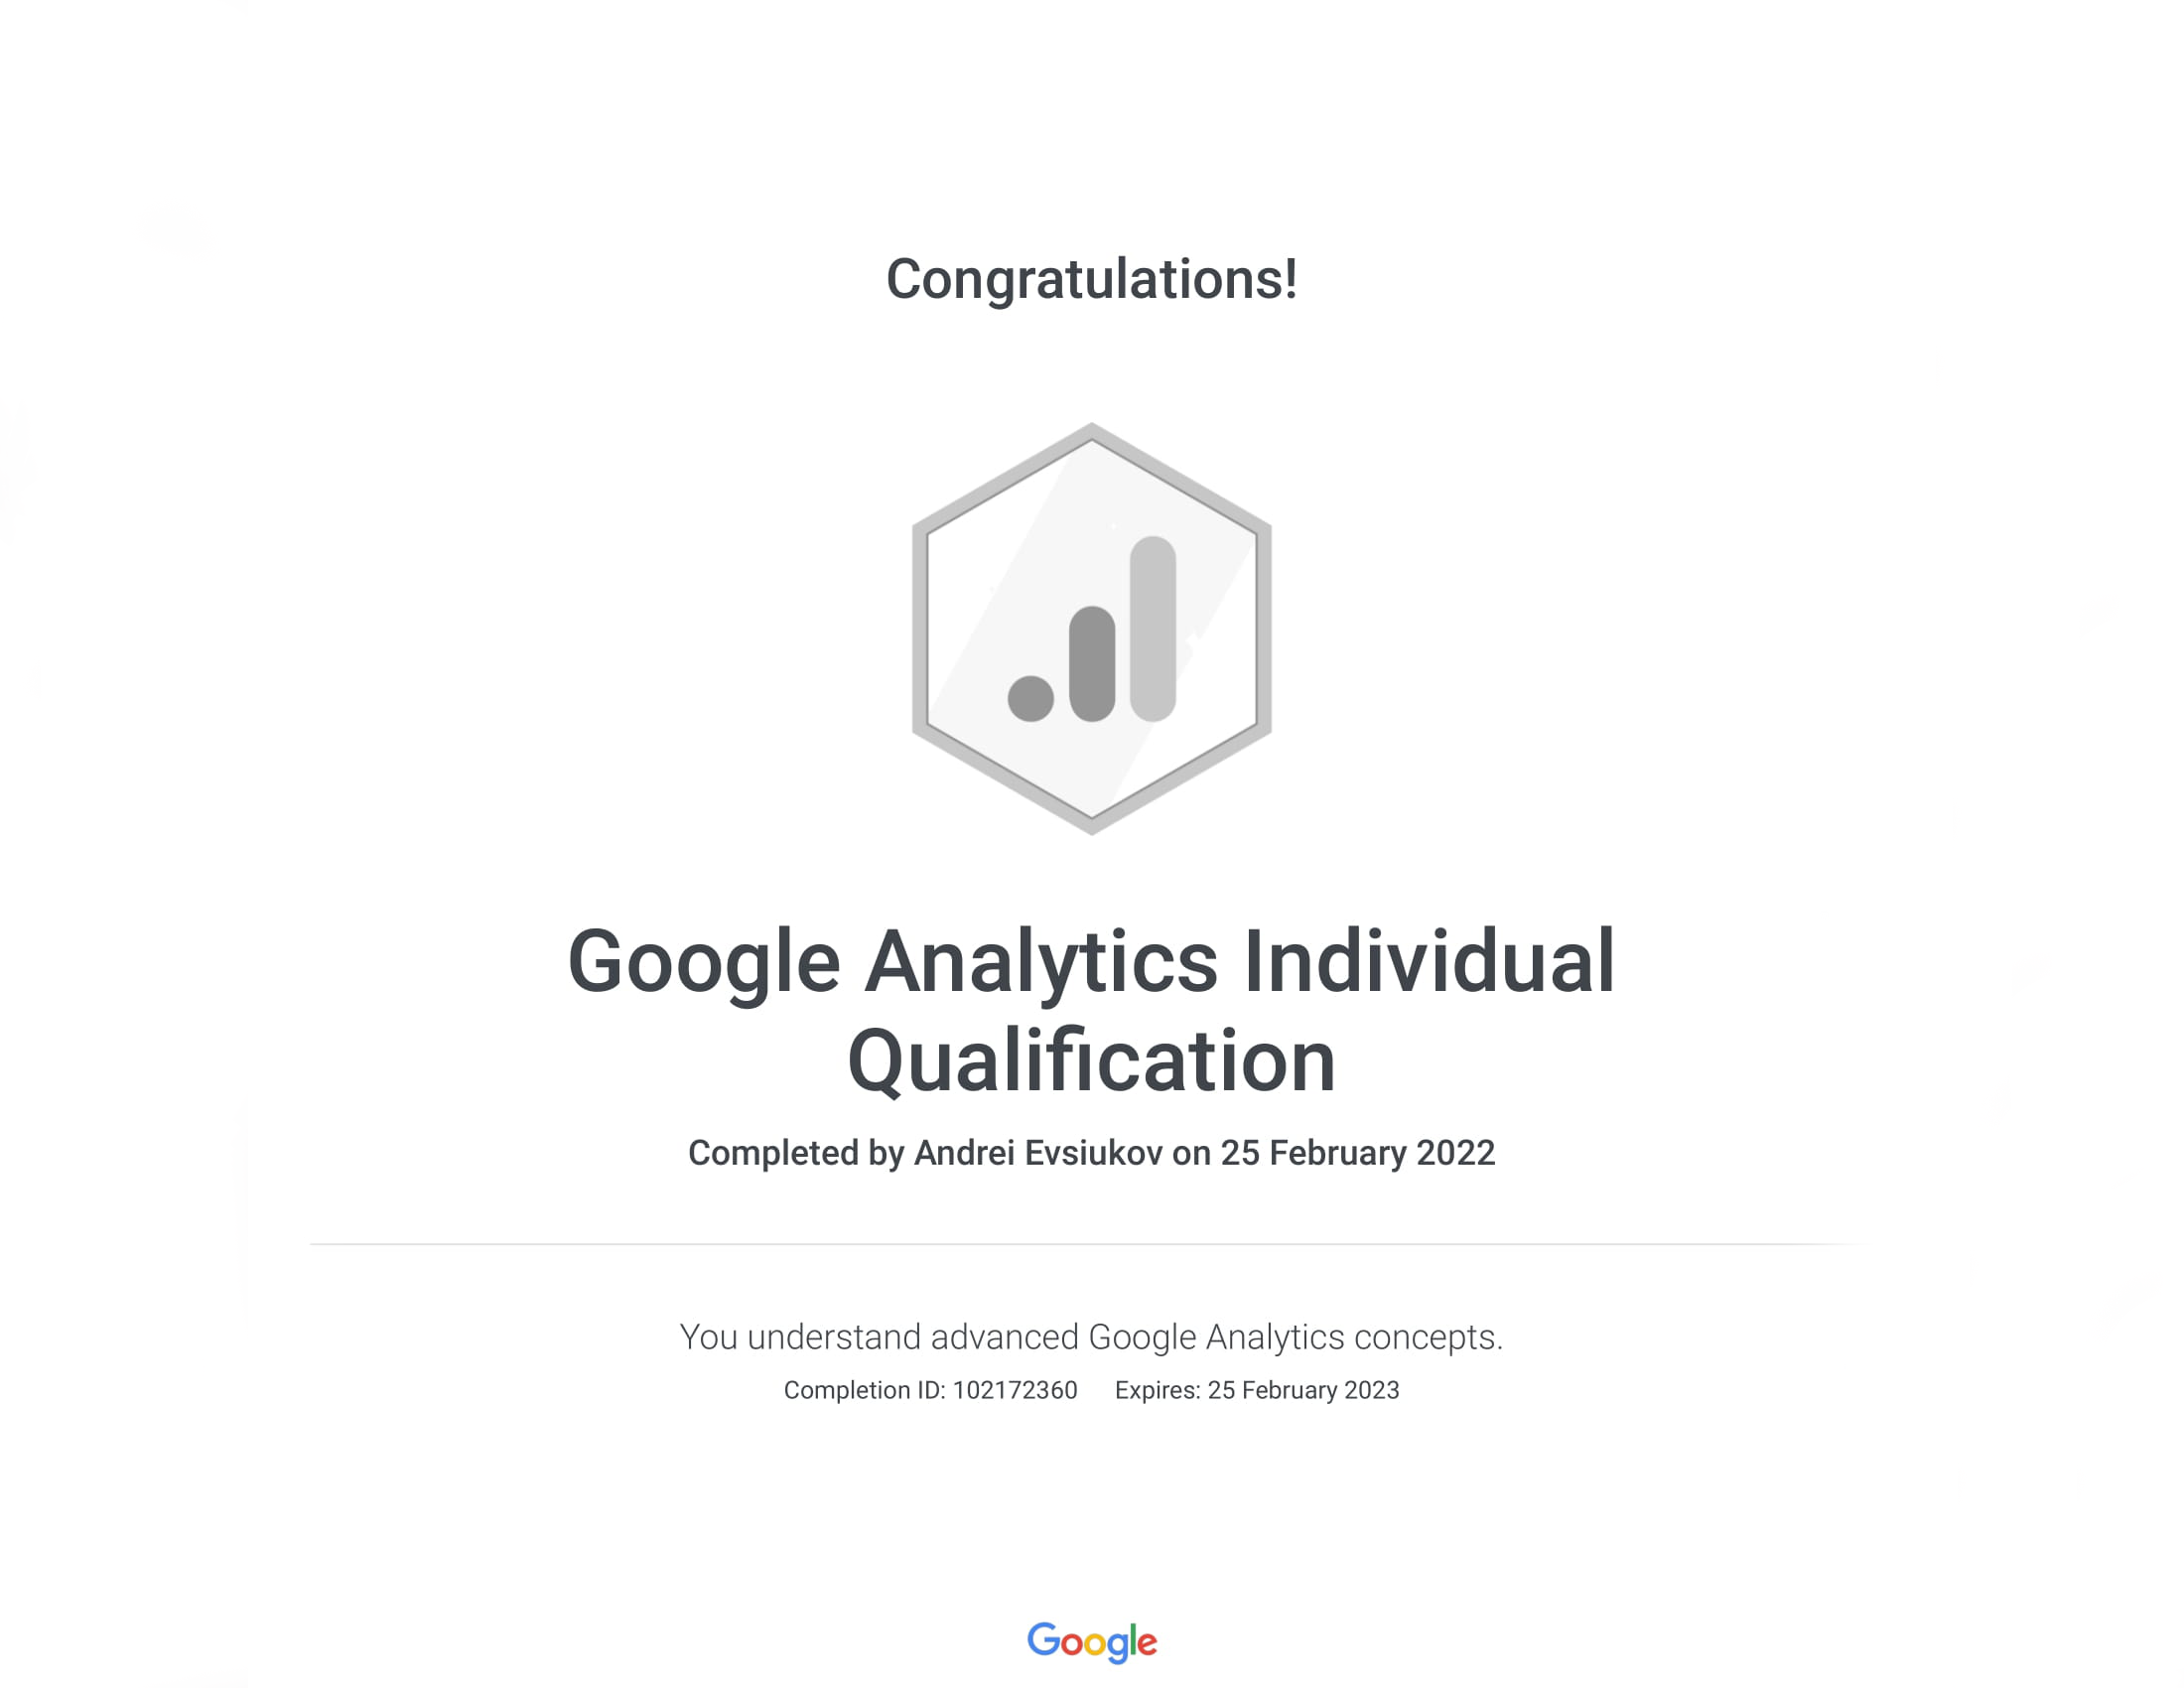 Congratulations!
Google Analytics Individual
Qualification
Completed by Andrei Evsiukov on 25 February 2022
You understand advanced Google Analytics concepts.
Completion ID: 102172360 Expires: 25 February 2023
Google